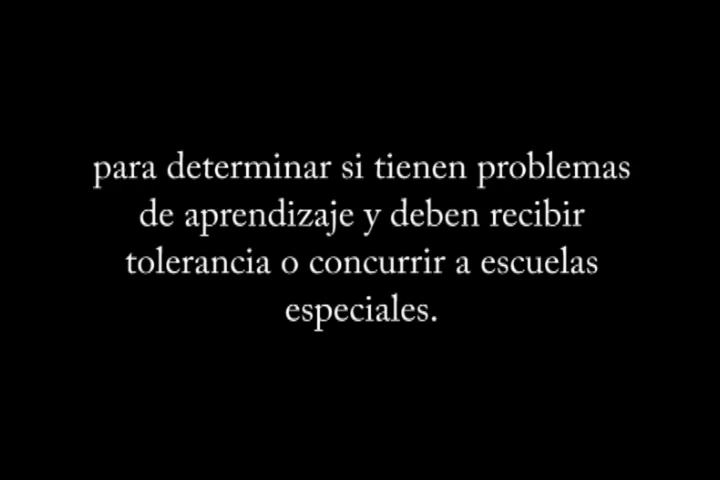 para determinar si tienen problemas
de aprendizaje y deben recibir
tolerancia o concurrir a escuelas
especiales.